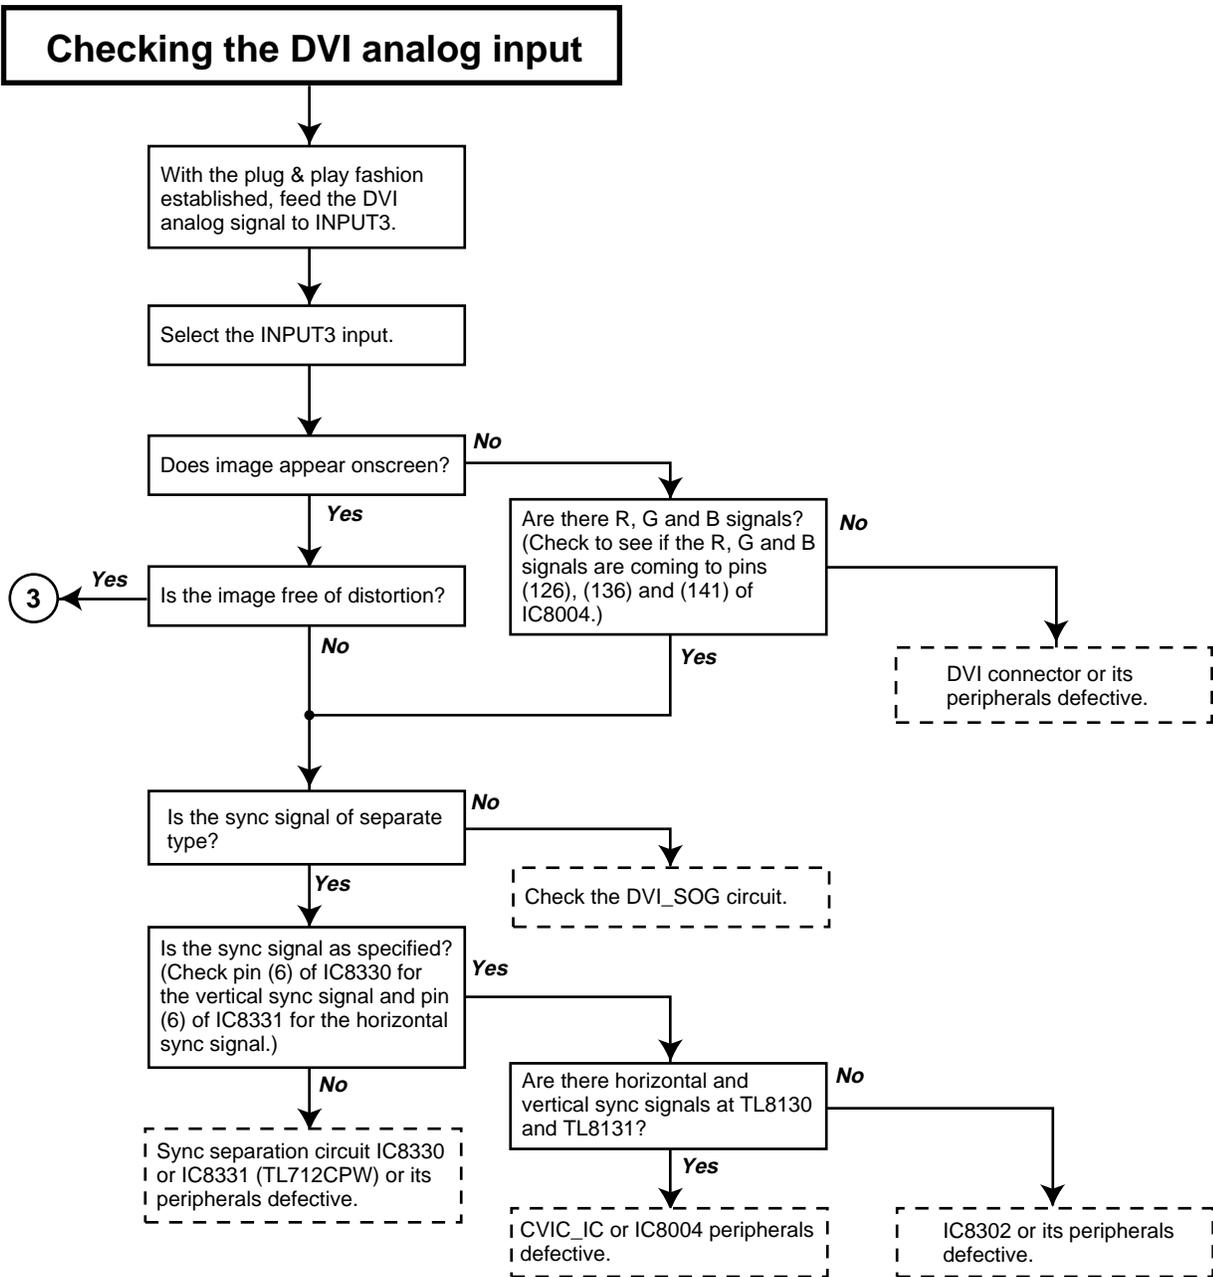 Checking the DVI analog input
With the plug & play fashion
established, feed the DVI
analog signal to INPUT3.
Select the INPUT3 input.
Does image appear onscreen?
No
Yes
Are there R, G and B signals?
(Check to see if the R, G and B
signals are coming to pins
(126), (136) and (141) of
IC8004.)
No
Yes
3
Yes
Is the image free of distortion?
No
DVI connector or its
peripherals defective.
Is the sync signal of separate
type?
No
Yes
Check the DVI_SOG circuit.
Is the sync signal as specified?
(Check pin (6) of IC8330 for
the vertical sync signal and pin
(6) of IC8331 for the horizontal
sync signal.)
Yes
No
Are there horizontal and
vertical sync signals at TL8130
and TL8131?
No
Yes
Sync separation circuit IC8330
or IC8331 (TL712CPW) or its
peripherals defective.
CVIC_IC or IC8004 peripherals
defective.
IC8302 or its peripherals
defective.